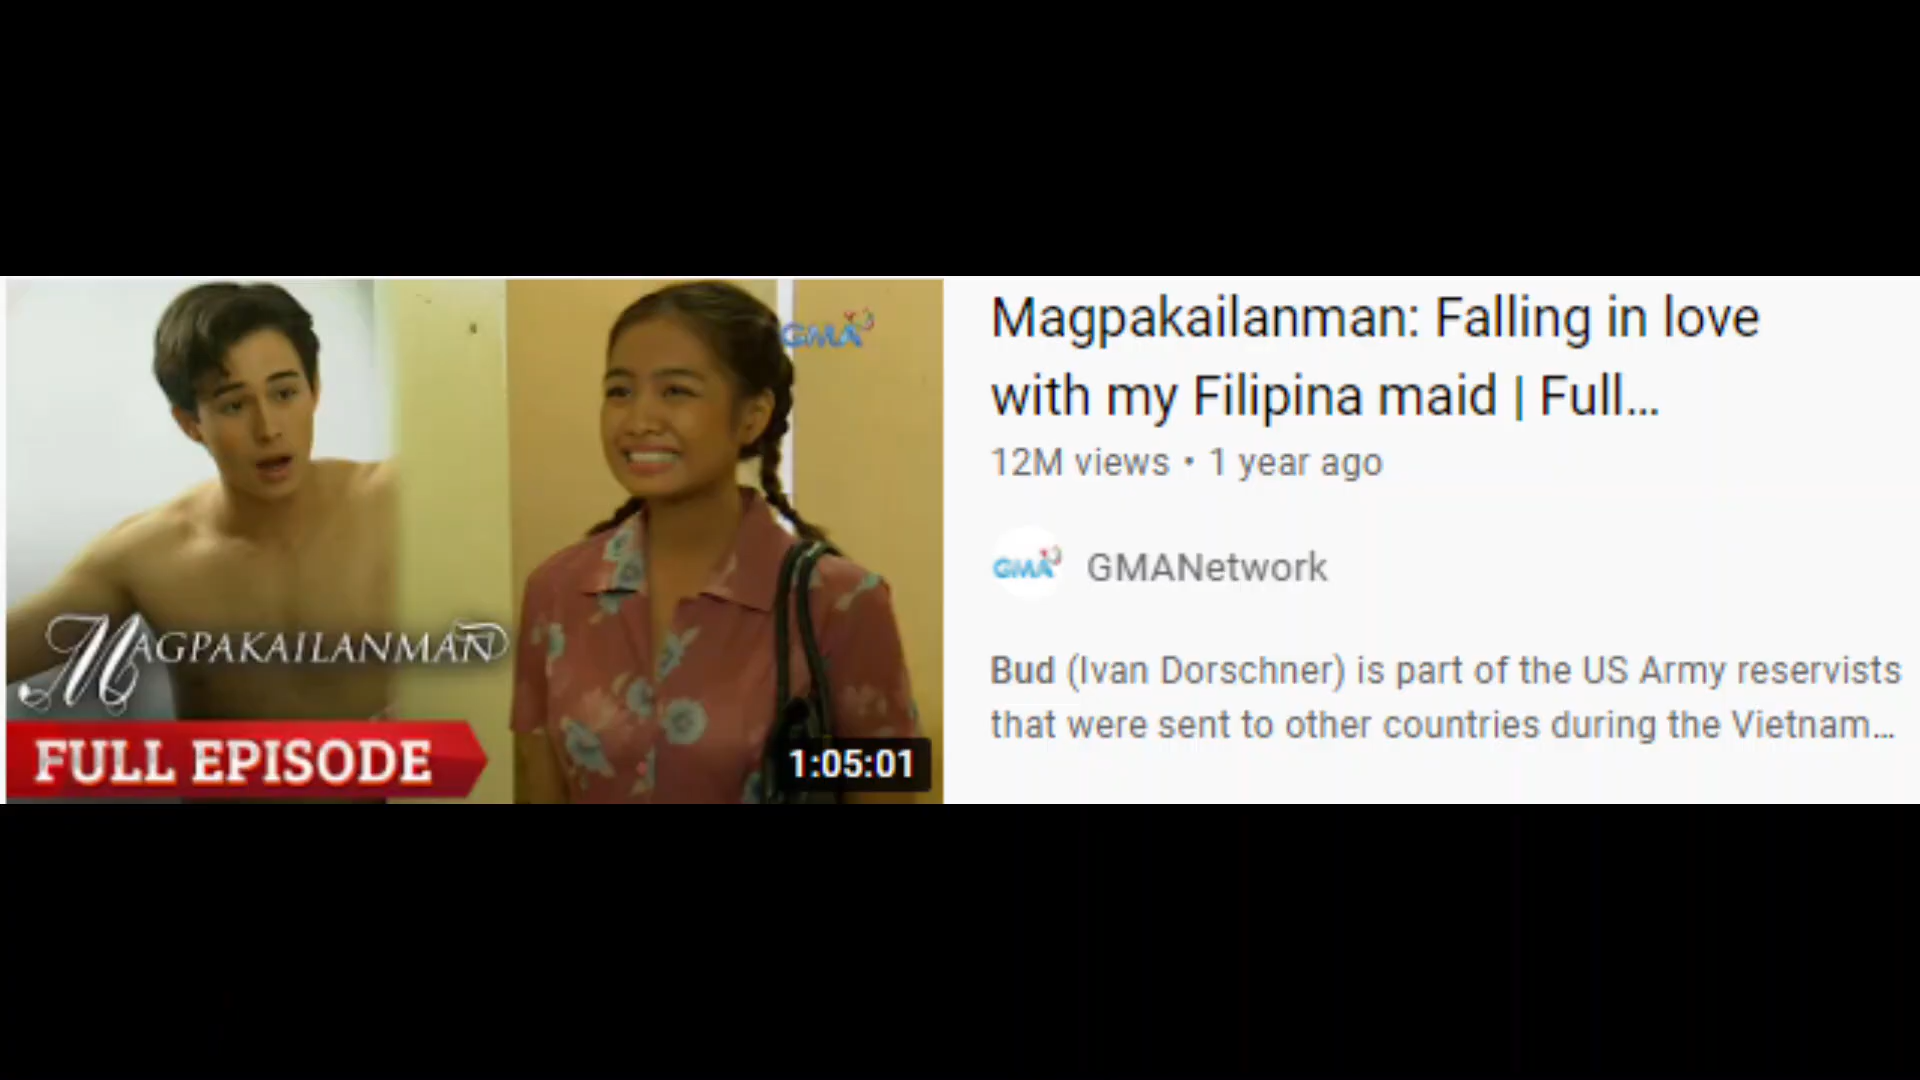 GMA
MAGPAKAILANMAN
FULL EPISODE
1:05:01
Magpakailanman: Falling in love
with my Filipina maid | Full...
12M views • 1 year ago
GMA GMANetwork
Bud (Ivan Dorschner) is part of the US Army reservists
that were sent to other countries during the Vietnam...